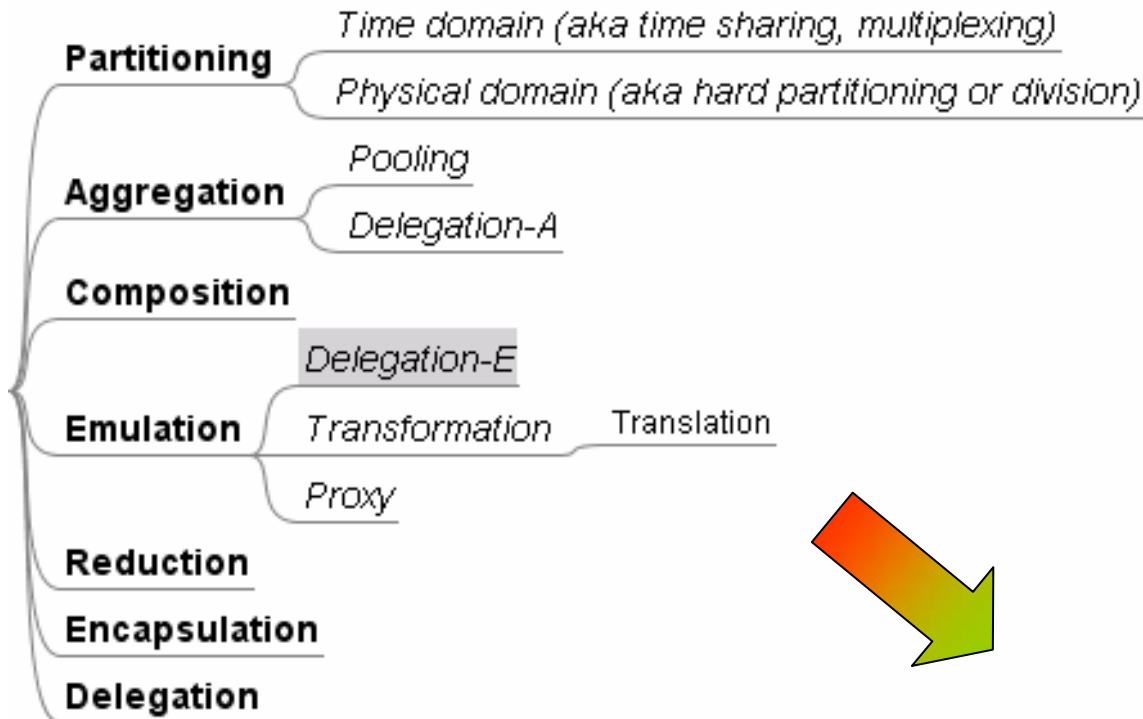 Partitioning
Time domain (aka time sharing, multiplexing)
Physical domain (aka hard partitioning or division)
Aggregation
Pooling
Delegation-A
Composition
Emulation
Delegation-E
Transformation
Translation
Proxy
Reduction
Encapsulation
Delegation